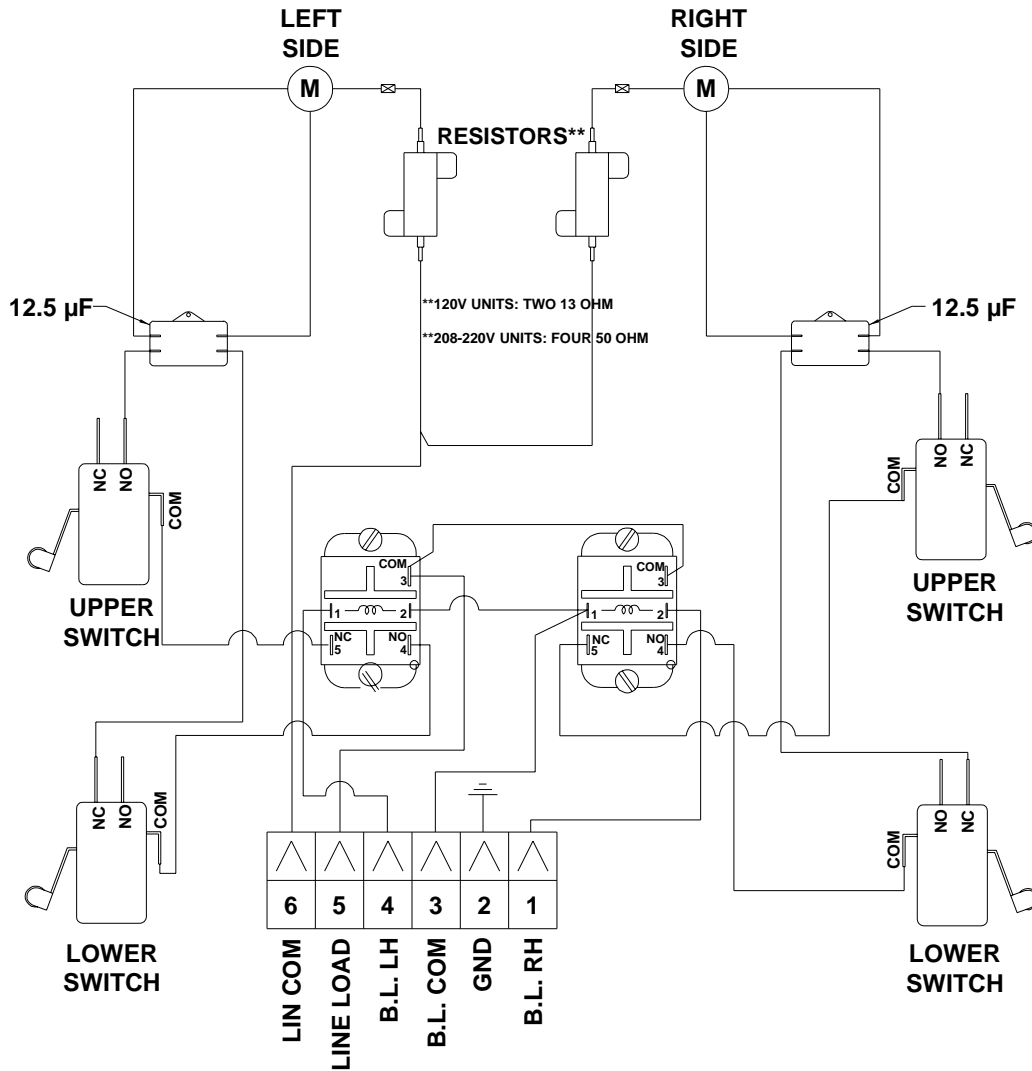 LEFT
SIDE
RIGHT
SIDE
M
M
RESISTORS**
12.5 µF
**120V UNITS: TWO 13 OHM
**208-220V UNITS: FOUR 50 OHM
12.5 µF
NC
NO
COM
UPPER
SWITCH
COM
NO
NC
UPPER
SWITCH
COM
3
1
2
NC
5
NO
4
COM
3
1
2
NC
5
NO
4
NC
NO
COM
LOWER
SWITCH
COM
NO
NC
LOWER
SWITCH
6
5
4
3
2
1
LIN COM
LINE LOAD
B.L. LH
B.L. COM
GND
B.L. RH